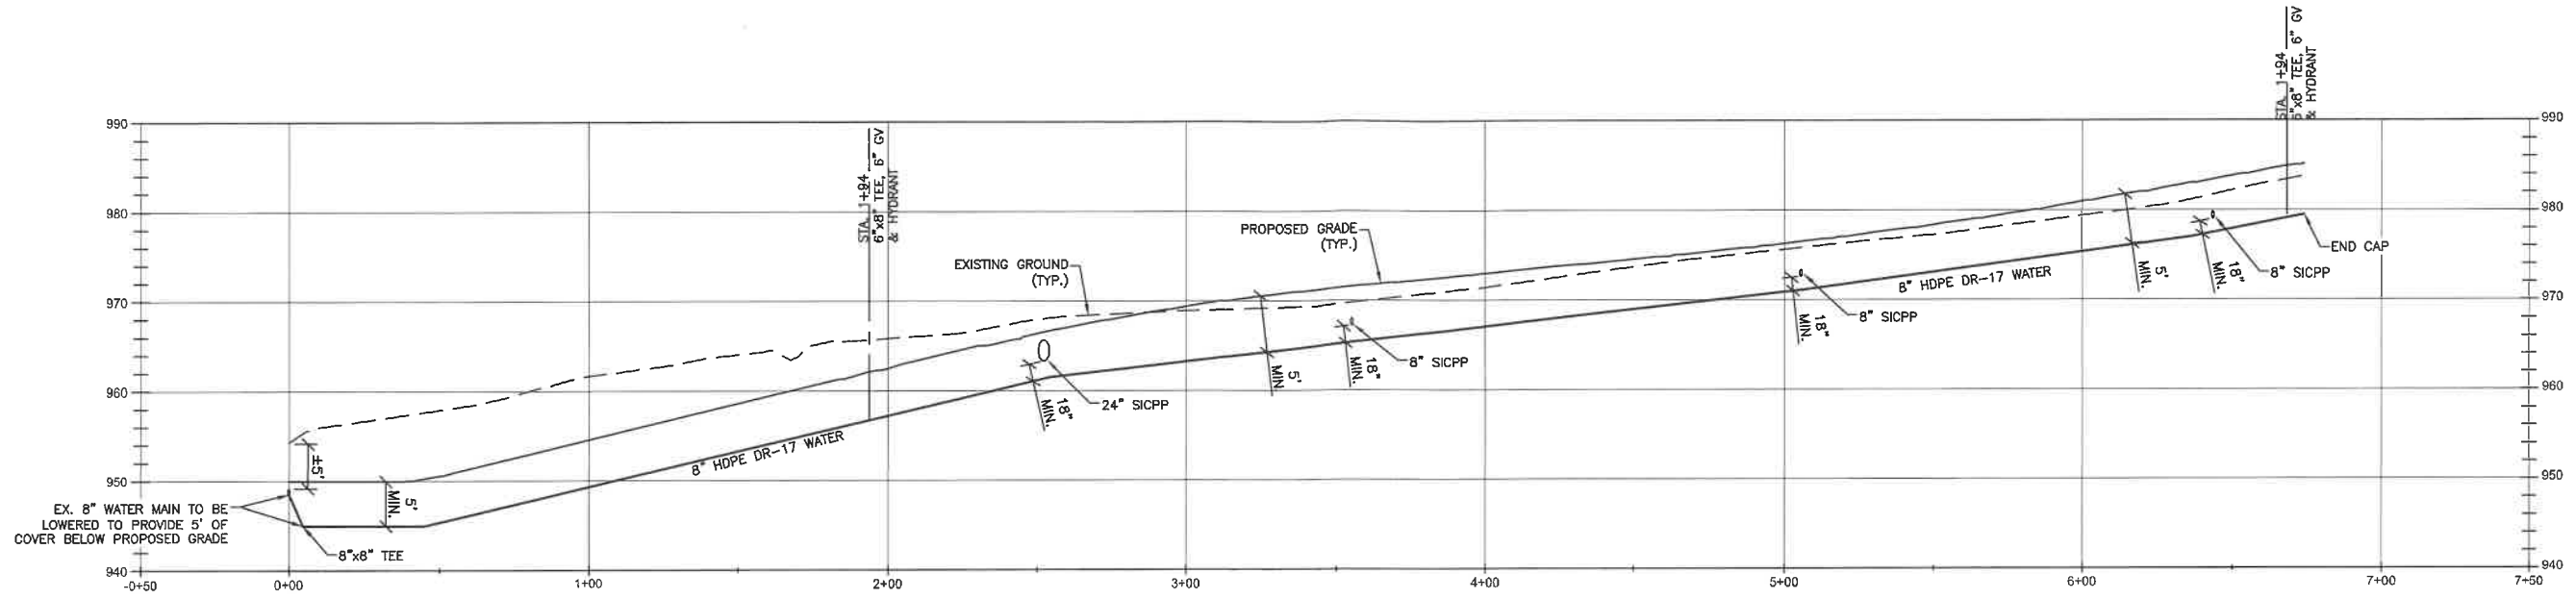 STA. 1+94
6"x8" TEE, 6" GV
& HYDRANT
990
990
STA. 1+94
6"x8" TEE, 6" GV
& HYDRANT
980
980
PROPOSED GRADE
(TYP.)
EXISTING GROUND
(TYP.)
END CAP
8" SICPP
18"
MIN.
5'
MIN.
8" HDPE DR-17 WATER
970
970
8" SICPP
18"
MIN.
8" SICPP
18"
MIN.
5'
MIN
24" SICPP
18"
MIN.
960
960
8" HDPE DR-17 WATER
±5'
950
950
5'
MIN.
EX. 8" WATER MAIN TO BE
LOWERED TO PROVIDE 5' OF
COVER BELOW PROPOSED GRADE
8"x8" TEE
940
940
-0+50
0+00
1+00
2+00
3+00
4+00
5+00
6+00
7+00
7+50